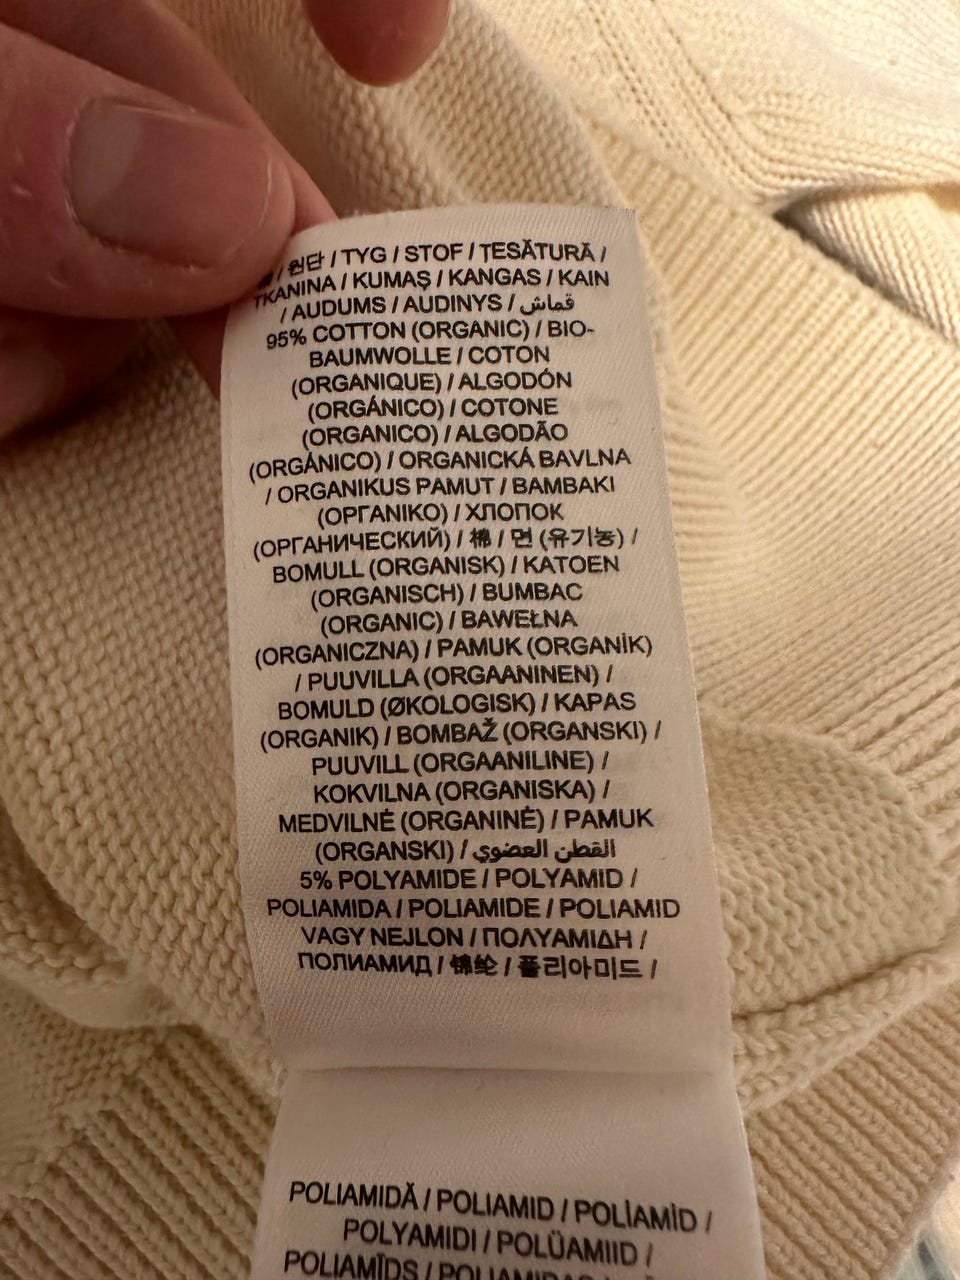 / 원단 / TYG / STOF / ȚESĂTURĂ /
TKANINA / KUMAŞ / KANGAS / KAIN
/ AUDUMS / AUDINYS / قماش
95% COTTON (ORGANIC) / BIO-
BAUMWOLLE / COTON
(ORGANIQUE) / ALGODÓN
(ORGÁNICO) / COTONE
(ORGANICO) / ALGODÃO
(ORGÁNICO) / ORGANICKÁ BAVLNA
/ ORGANIKUS PAMUT / BAMBAKI
(ΟΡΓΑΝΙΚΟ) / ХЛОПОК
(ОРГАНИЧЕСКИЙ) / 棉 / 면 (유기농) /
BOMULL (ORGANISK) / KATOEN
(ORGANISCH) / BUMBAC
(ORGANIC) / BAWEŁNA
(ORGANICZNA) / PAMUK (ORGANİK)
/ PUUVILLA (ORGAANINEN) /
BOMULD (ØKOLOGISK) / KAPAS
(ORGANIK) / BOMBAŽ (ORGANSKI) /
PUUVILL (ORGAANILINE) /
KOKVILNA (ORGANISKA) /
MEDVILNĖ (ORGANINĖ) / PAMUK
(ORGANSKI) / القطن العضوي
5% POLYAMIDE / POLYAMID /
POLIAMIDA / POLIAMIDE / POLIAMID
VAGY NEJLON / ΠΟΛΥΑΜΙΔΗ /
ПОЛИАМИД / 锦纶 / 폴리아미드 /
POLIAMIDĂ / POLIAMID / POLİAMİD /
POLYAMIDI / POLÜAMIID /
POLIAMĪDS / POLIAMIDAS /